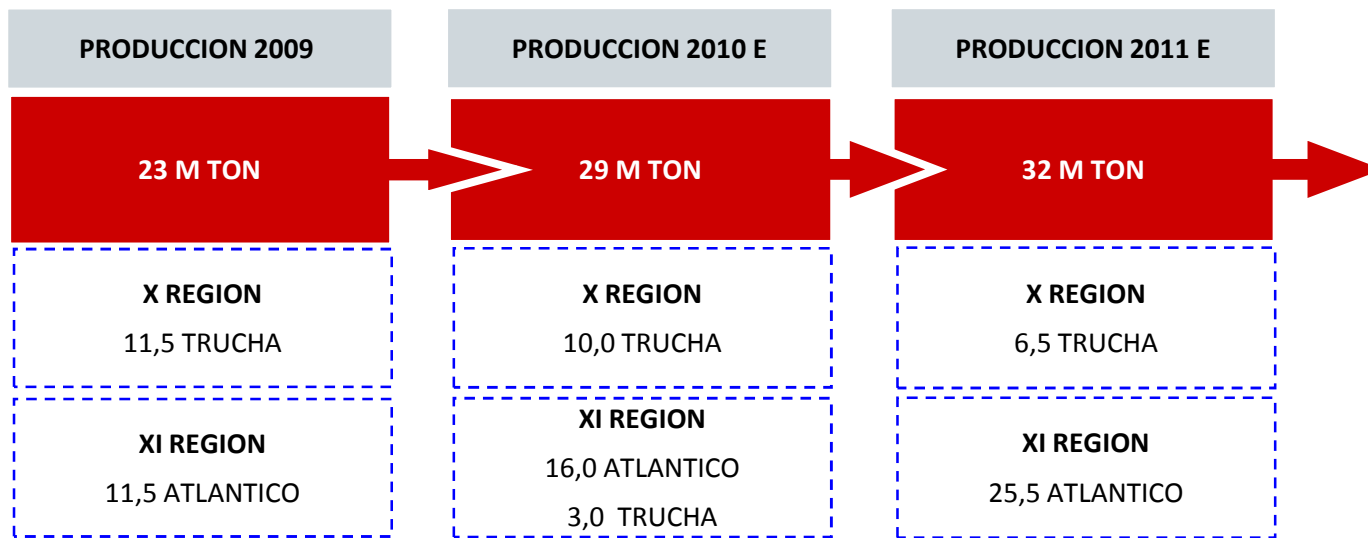 PRODUCCION 2009
PRODUCCION 2010 E
PRODUCCION 2011 E
23 M TON
29 M TON
32 M TON
X REGION
11,5 TRUCHA
X REGION
10,0 TRUCHA
X REGION
6,5 TRUCHA
XI REGION
11,5 ATLANTICO
XI REGION
16,0 ATLANTICO
3,0 TRUCHA
XI REGION
25,5 ATLANTICO